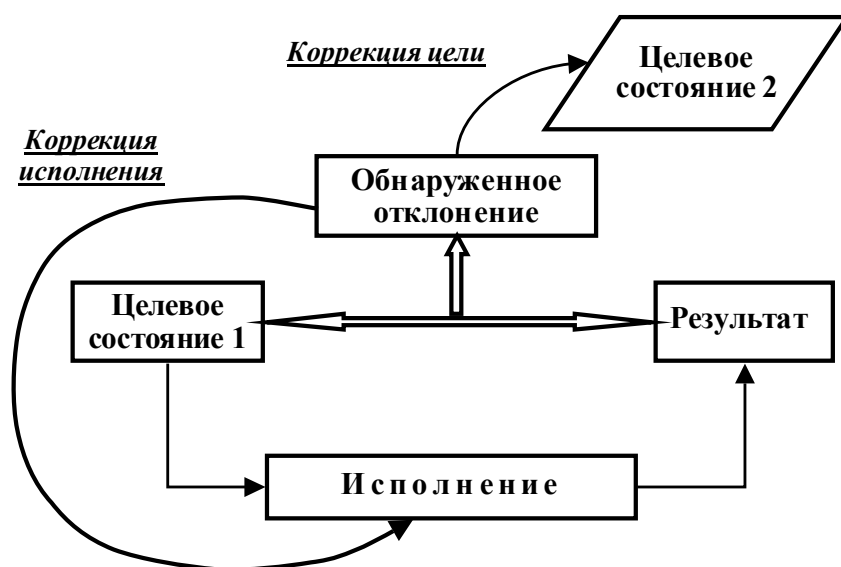 Коррекция цели
Целевое
состояние 2
Коррекция
исполнения
Обнаруженное
отклонение
Целевое
состояние 1
Результат
Исполнение